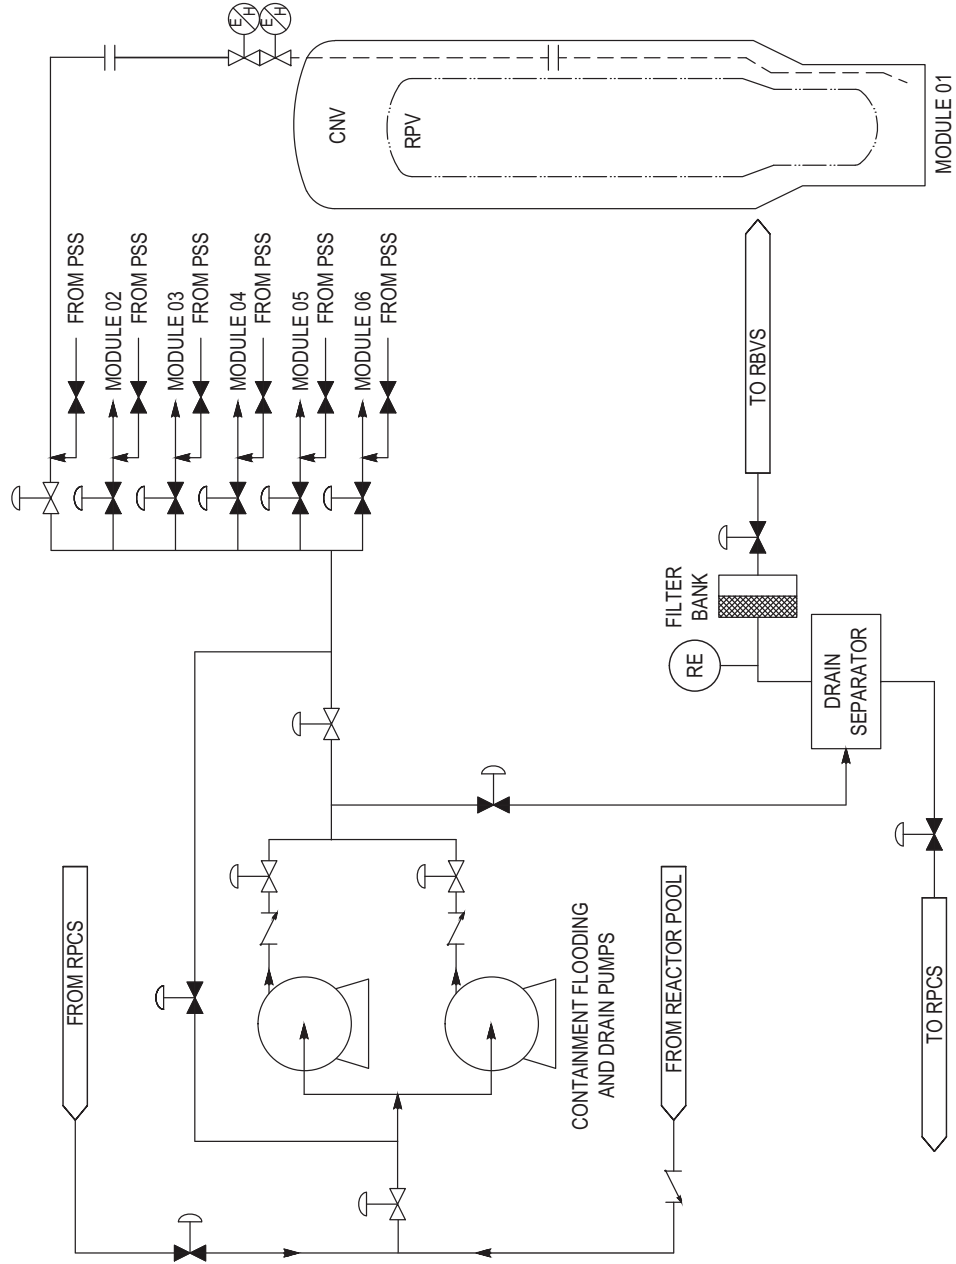 FROM RPCS
CONTAINMENT FLOODING
AND DRAIN PUMPS
FROM REACTOR POOL
TO RPCS
FROM PSS
MODULE 02
FROM PSS
MODULE 03
FROM PSS
MODULE 04
FROM PSS
MODULE 05
FROM PSS
MODULE 06
FROM PSS
RE
FILTER
BANK
DRAIN
SEPARATOR
TO RBVS
E
H
E
H
CNV
RPV
MODULE 01